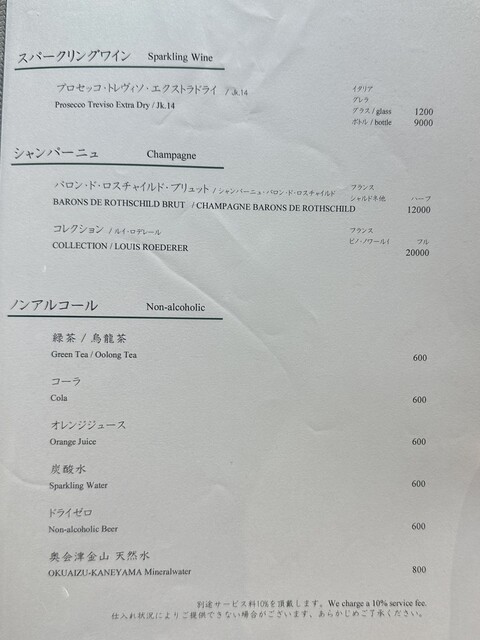 スパークリングワイン Sparkling Wine
プロセッコ・トレヴィソ・エクストラドライ / Jk.14 イタリア
グレラ
Prosecco Treviso Extra Dry / Jk.14 グラス / glass 1200
ボトル / bottle 9000
シャンパーニュ Champagne
バロン・ド・ロスチャイルド・ブリュット / シャンパーニュ・バロン・ド・ロスチャイルド フランス
シャルドネ他 ハーフ
BARONS DE ROTHSCHILD BRUT / CHAMPAGNE BARONS DE ROTHSCHILD 12000
コレクション / ルイ・ロデレール フランス
ピノ・ノワール フル
COLLECTION / LOUIS ROEDERER 20000
ノンアルコール Non-alcoholic
緑茶 / 烏龍茶
Green Tea / Oolong Tea 600
コーラ
Cola 600
オレンジジュース
Orange Juice 600
炭酸水
Sparkling Water 600
ドライゼロ
Non-alcoholic Beer 600
奥会津金山 天然水
OKUAIZU-KANEYAMA Mineralwater 800
別途サービス料10%を頂戴します。We charge a 10% service fee.
仕入れ状況によりご提供できない場合がございます、あらかじめご了承ください。